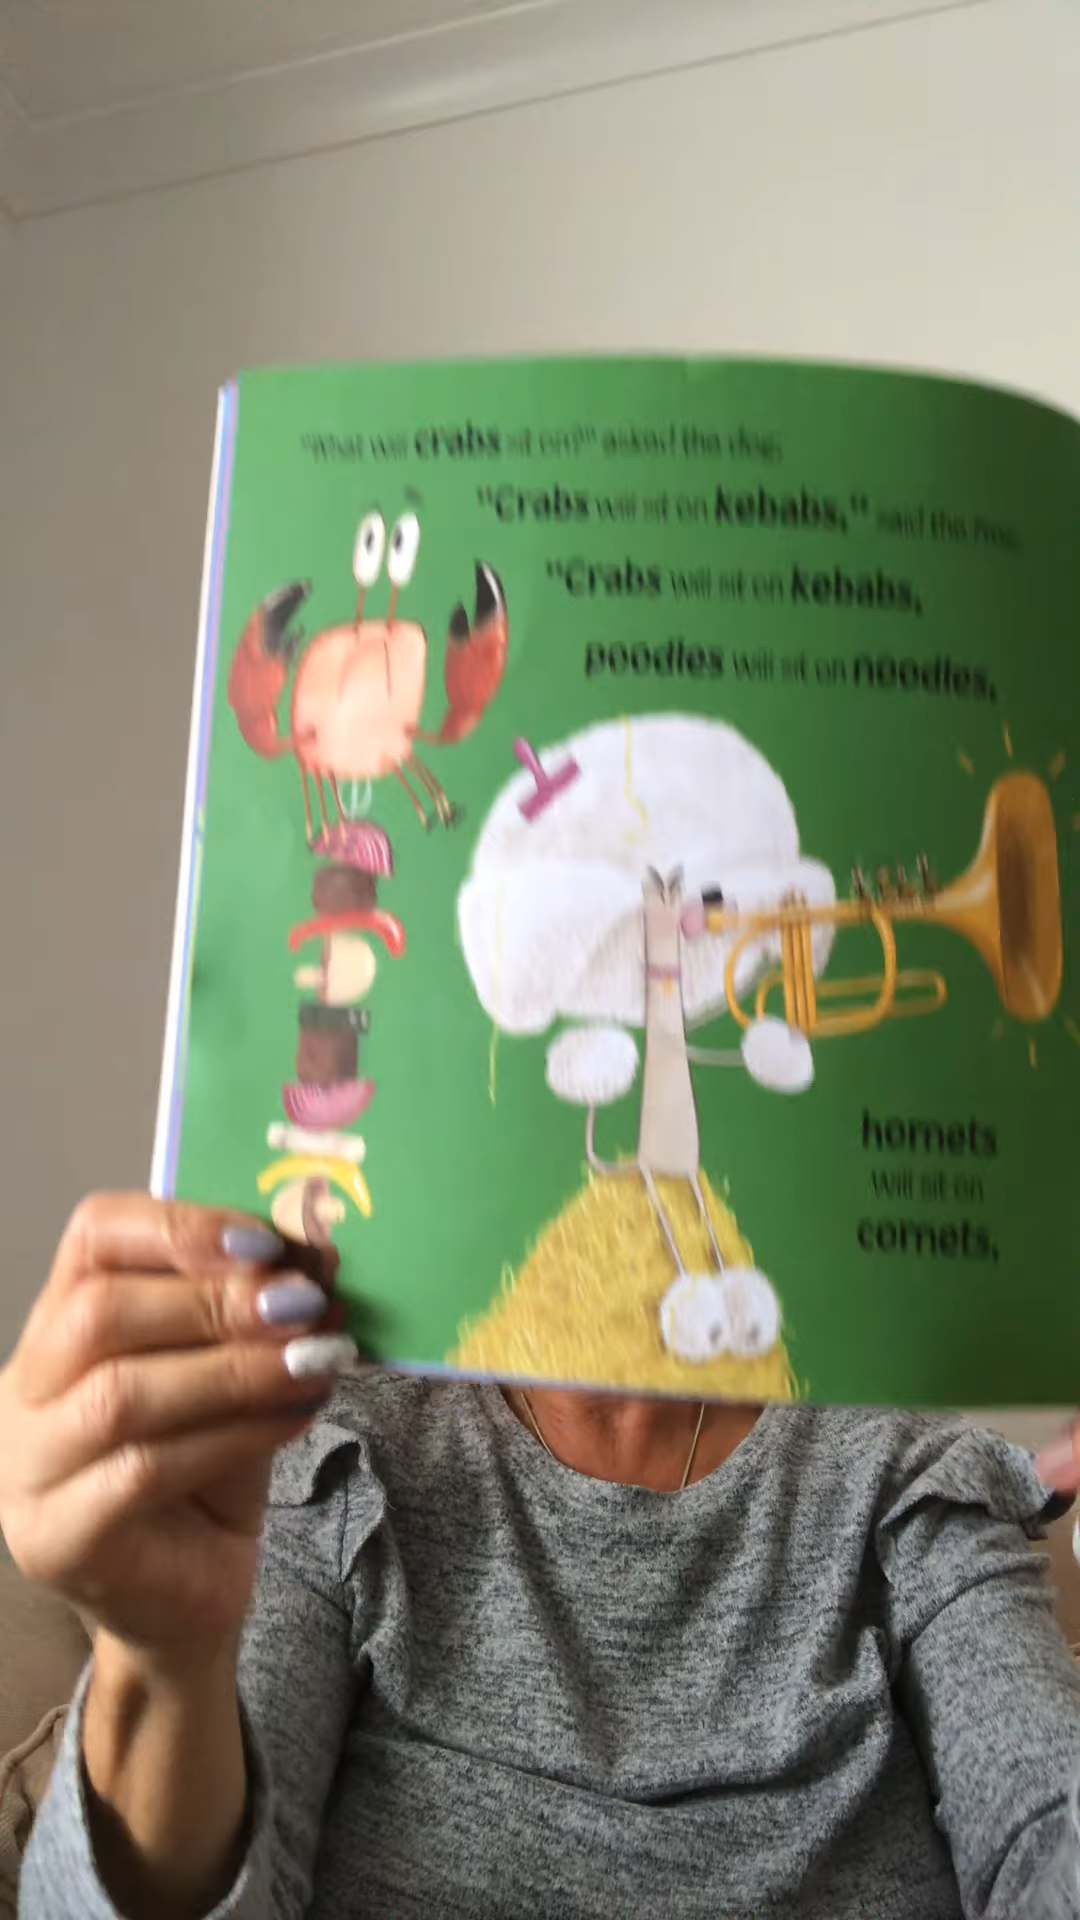 "What will crabs sit on?" asked the dog.
"Crabs will sit on kebabs," said the frog.
"Crabs will sit on kebabs,
poodles will sit on noodles,
hornets
will sit on
cornets,